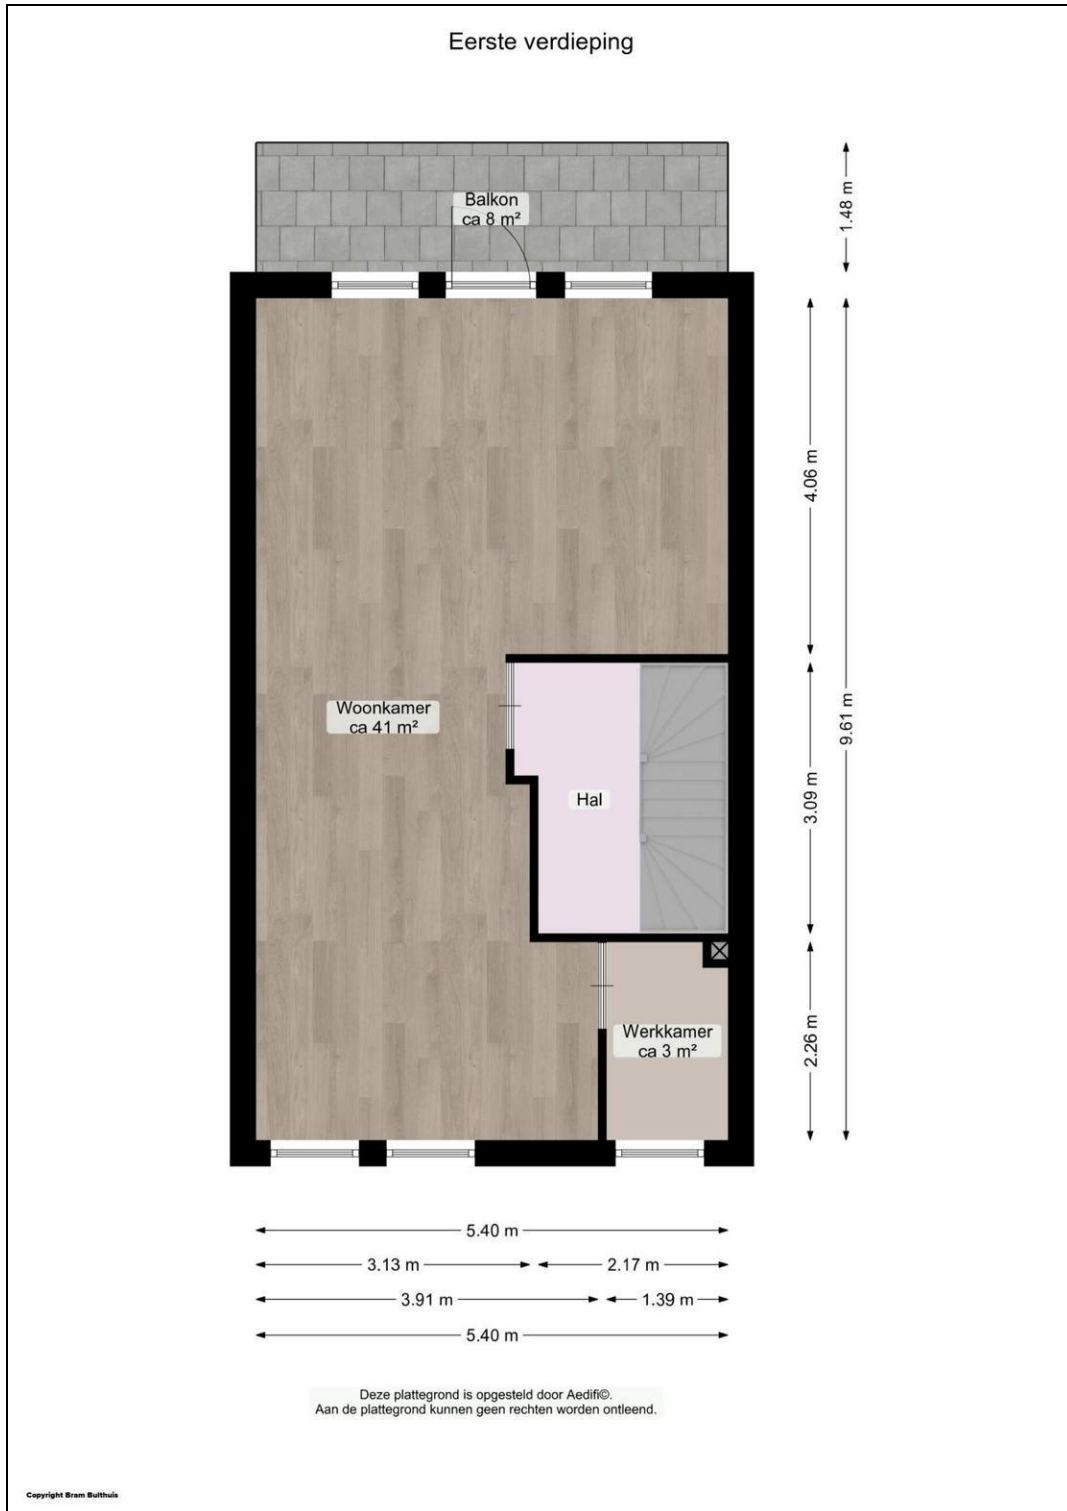 Eerste verdieping
Balkon
ca 8 m²
1.48 m
4.06 m
9.61 m
Woonkamer
ca 41 m²
3.09 m
Hal
Werkkamer
ca 3 m²
2.26 m
5.40 m
3.13 m
2.17 m
3.91 m
1.39 m
5.40 m
Deze plattegrond is opgesteld door Aedifi©.
Aan de plattegrond kunnen geen rechten worden ontleend.
Copyright Bram Bulthuis